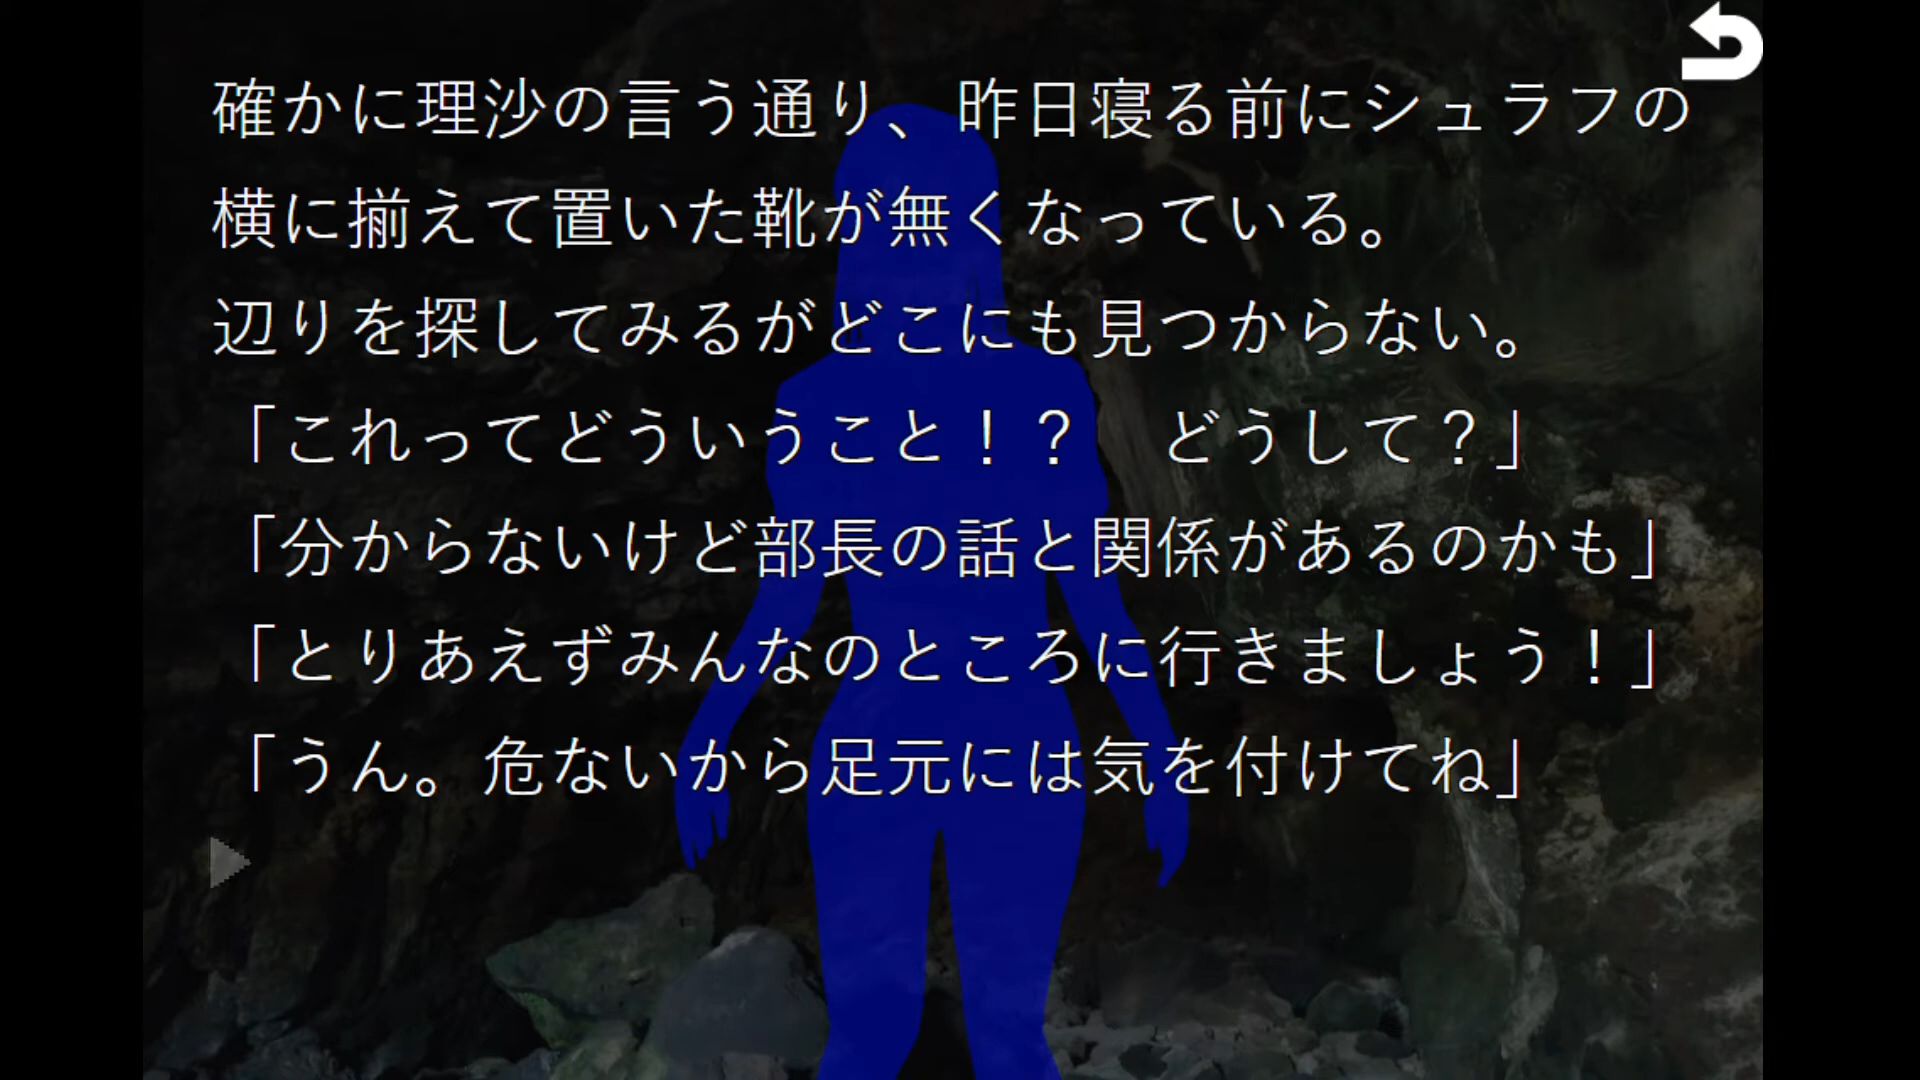 確かに理沙の言う通り、昨日寝る前にシュラフの
横に揃えて置いた靴が無くなっている。
辺りを探してみるがどこにも見つからない。
「これってどういうこと！？　どうして？」
「分からないけど部長の話と関係があるのかも」
「とりあえずみんなのところに行きましょう！」
「うん。危ないから足元には気を付けてね」